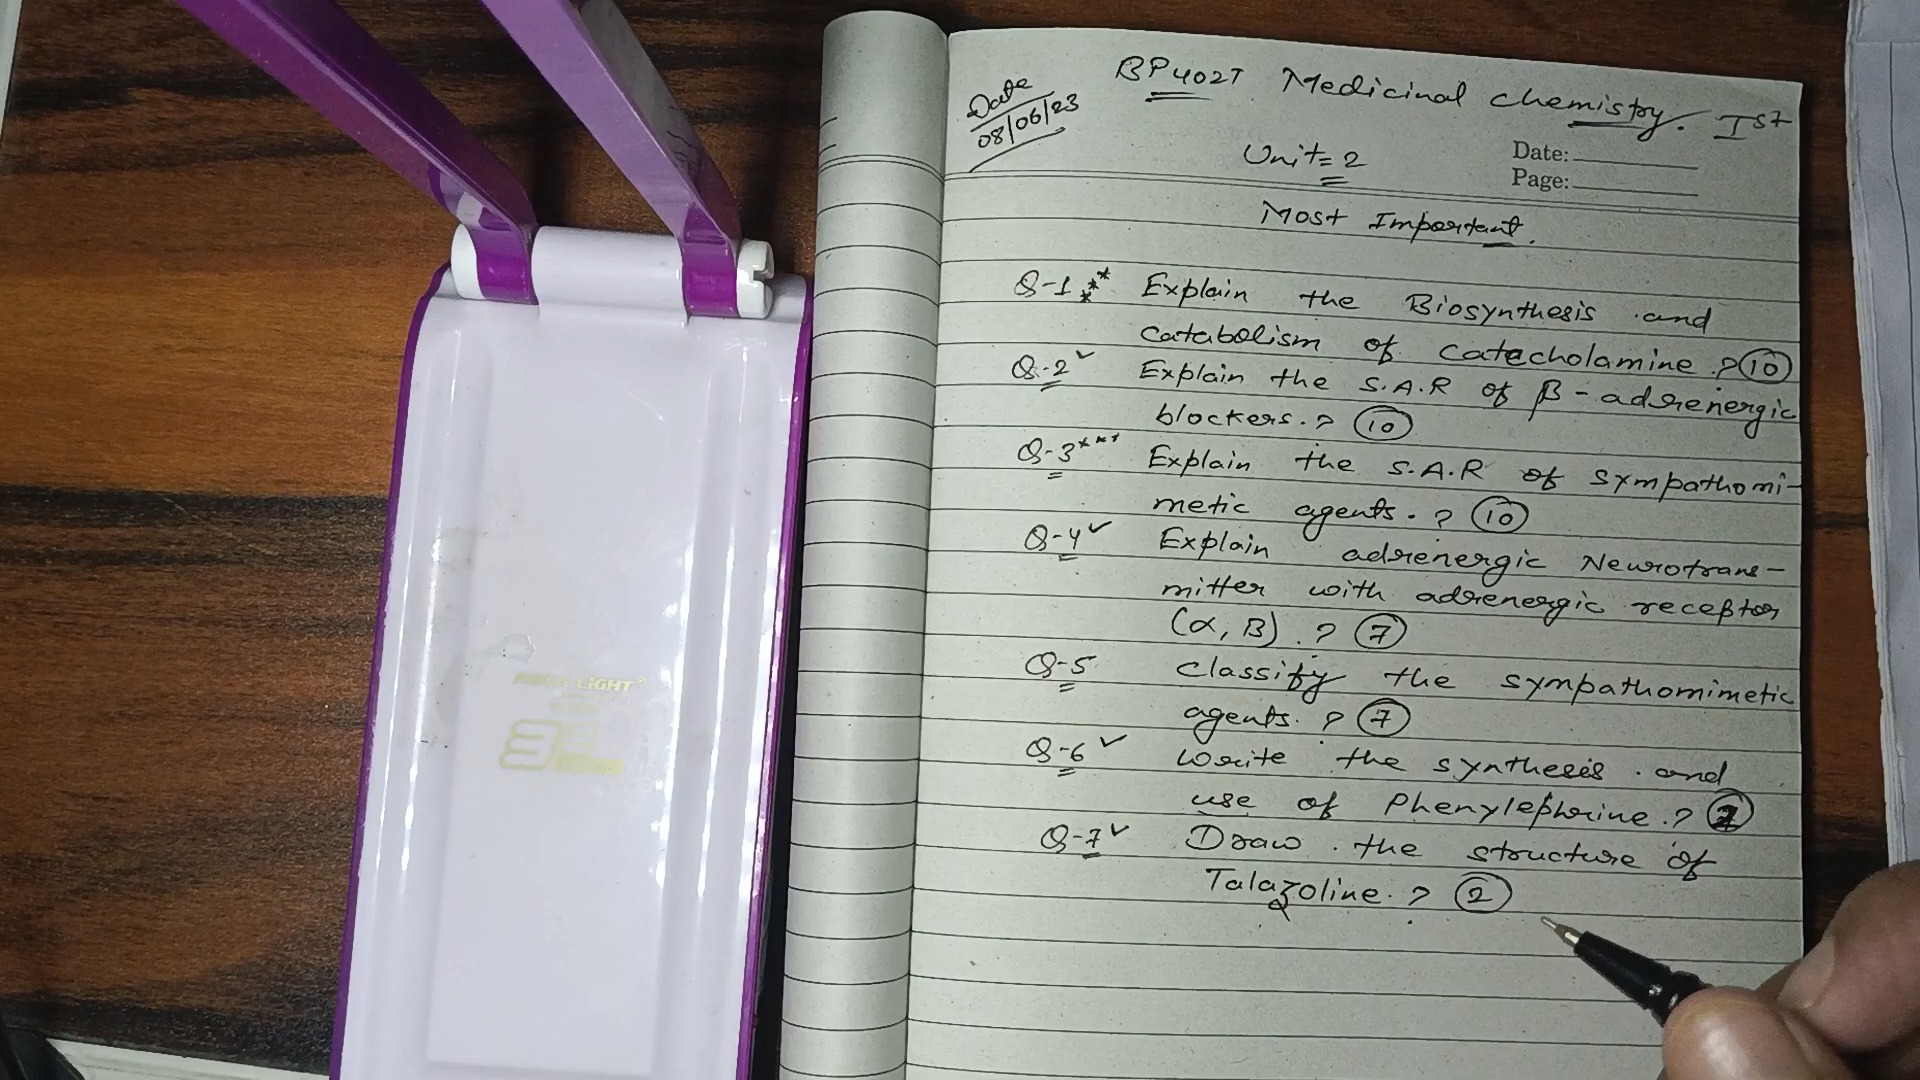 BP402T Medicinal chemistry. Ist
Date
08/06/23
Unit=2
Date:
Page:
Most Important.
Q-1 Explain the Biosynthesis and
catabolism of catecholamine ? 10
Q-2 Explain the S.A.R of β-adrenergic
blockers. ? 10
Q-3*** Explain the S.A.R of sympathomi-
metic agents. ? 10
Q-4 Explain adrenergic Neurotrans-
mitter with adrenergic receptor
(α, β). ? 7
Q-5 classify the sympathomimetic
agents. ? 7
Q-6 write the synthesis and
use of Phenylephrine. ?
Q-7 Draw the structure of
Talazoline. ? 2
LIGHT